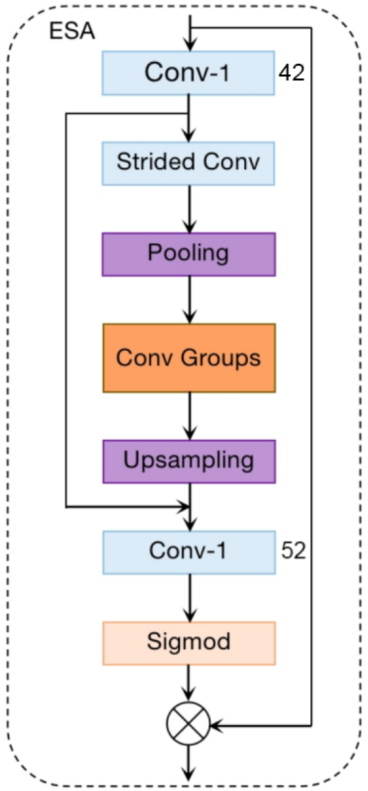 ESA
Conv-1 42
Strided Conv
Pooling
Conv Groups
Upsampling
Conv-1 52
Sigmod